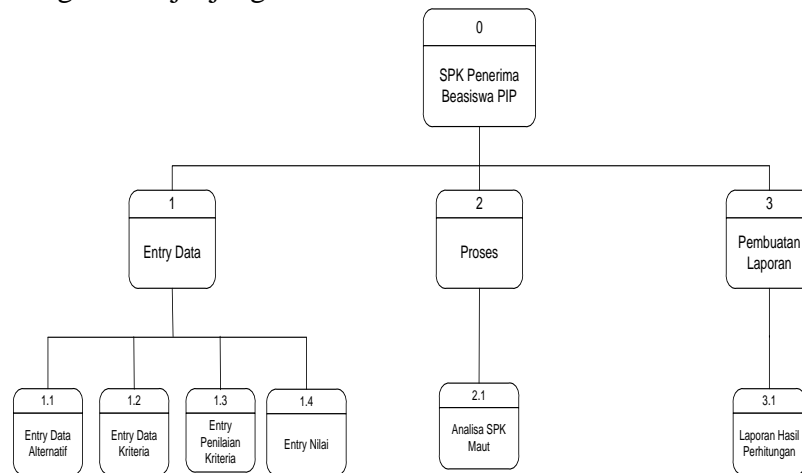 0
SPK Penerima
Beasiswa PIP
1
Entry Data
2
Proses
3
Pembuatan
Laporan
1.1
Entry Data
Alternatif
1.2
Entry Data
Kriteria
1.3
Entry
Penilaian
Kriteria
1.4
Entry Nilai
2.1
Analisa SPK
Maut
3.1
Laporan Hasil
Perhitungan